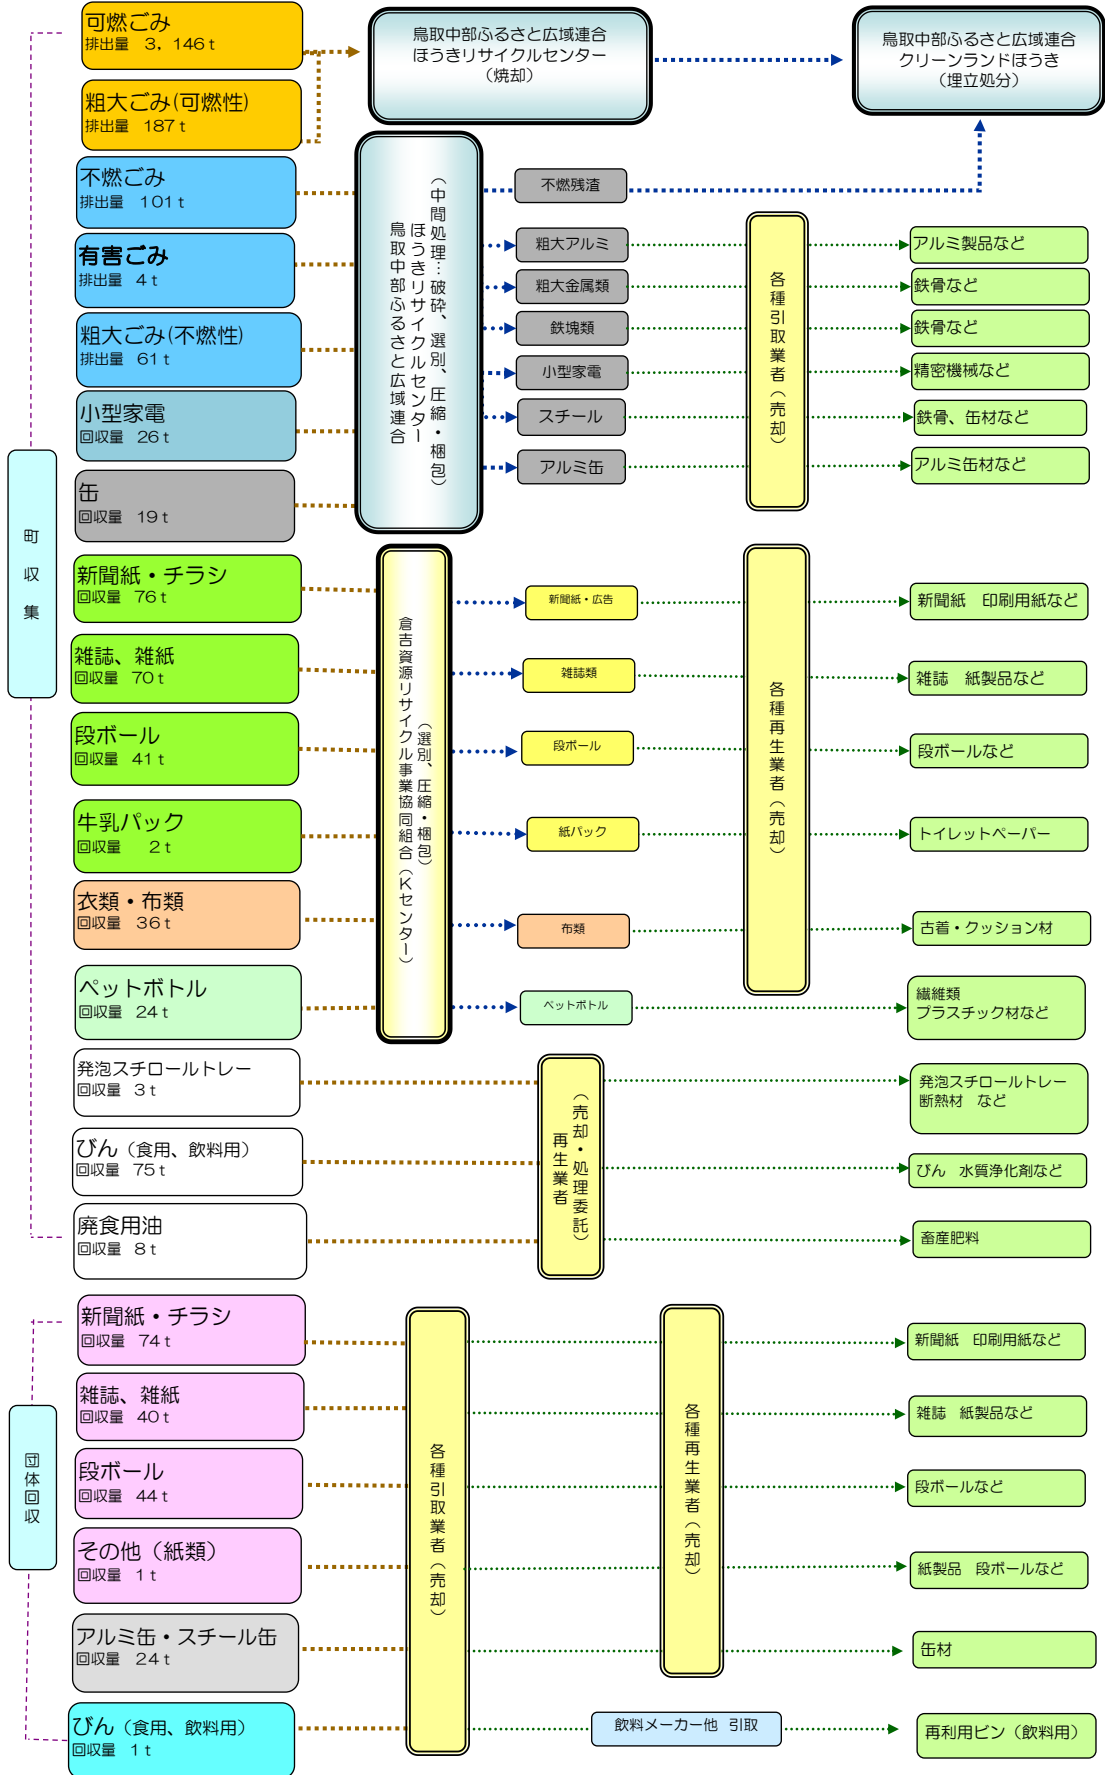 可燃ごみ
排出量 3，146ｔ
粗大ごみ(可燃性)
排出量 187ｔ
鳥取中部ふるさと広域連合
ほうきリサイクルセンター
（焼却）
鳥取中部ふるさと広域連合
クリーンランドほうき
（埋立処分）
不燃ごみ
排出量 101ｔ
有害ごみ
排出量 4ｔ
粗大ごみ(不燃性)
排出量 61ｔ
小型家電
回収量 26ｔ
缶
回収量 19ｔ
鳥取中部ふるさと広域連合
ほうきリサイクルセンター
（中間処理…破砕、選別、圧縮・梱包）
不燃残渣
粗大アルミ
粗大金属類
鉄塊類
小型家電
スチール
アルミ缶
各種引取業者（売却）
アルミ製品など
鉄骨など
鉄骨など
精密機械など
鉄骨、缶材など
アルミ缶材など
町収集
新聞紙・チラシ
回収量 76ｔ
雑誌、雑紙
回収量 70ｔ
段ボール
回収量 41ｔ
牛乳パック
回収量 2ｔ
衣類・布類
回収量 36ｔ
ペットボトル
回収量 24ｔ
倉吉資源リサイクル事業協同組合（Kセンター）
（選別、圧縮・梱包）
新聞紙・広告
雑誌類
段ボール
紙パック
布類
ペットボトル
各種再生業者（売却）
新聞紙 印刷用紙など
雑誌 紙製品など
段ボールなど
トイレットペーパー
古着・クッション材
繊維類
プラスチック材など
発泡スチロールトレー
回収量 3ｔ
びん（食用、飲料用）
回収量 75ｔ
廃食用油
回収量 8ｔ
再生業者
（売却・処理委託）
発泡スチロールトレー
断熱材 など
びん 水質浄化剤など
畜産肥料
団体回収
新聞紙・チラシ
回収量 74ｔ
雑誌、雑紙
回収量 40ｔ
段ボール
回収量 44ｔ
その他（紙類）
回収量 1ｔ
アルミ缶・スチール缶
回収量 24ｔ
びん（食用、飲料用）
回収量 1ｔ
各種引取業者（売却）
各種再生業者（売却）
飲料メーカー他 引取
新聞紙 印刷用紙など
雑誌 紙製品など
段ボールなど
紙製品 段ボールなど
缶材
再利用ビン（飲料用）